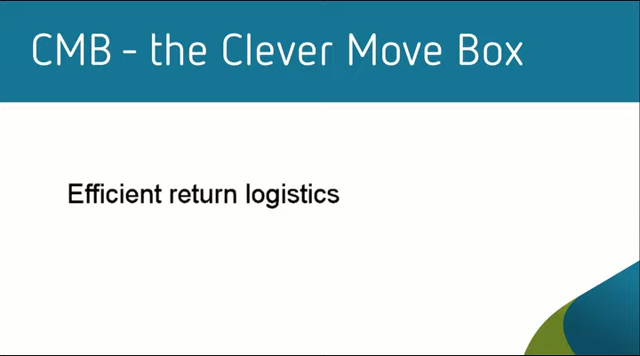 CMB - the Clever Move Box
Efficient return logistics